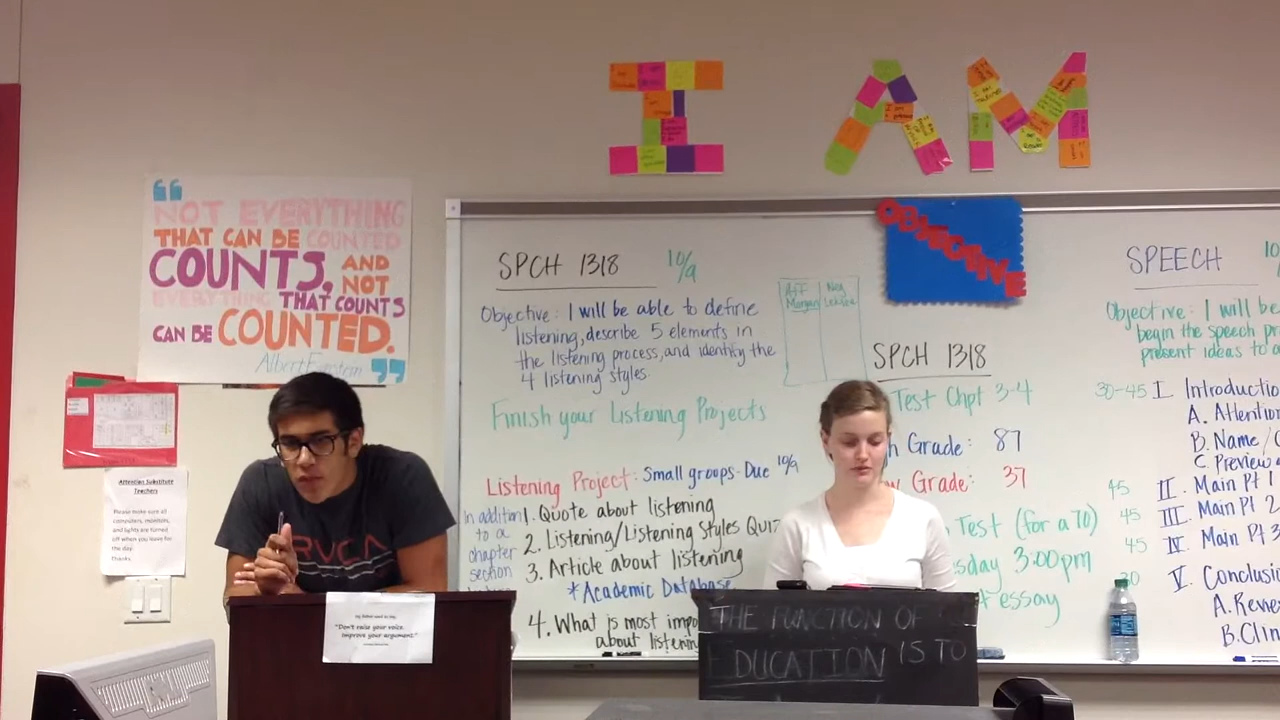 I AM
NOT EVERYTHING
THAT CAN BE COUNTED
COUNTS, AND
NOT
EVERYTHING THAT COUNTS
CAN BE COUNTED.
Albert Einstein
Attention Substitute
Teachers
Please make sure all
computers, monitors,
and lights are turned
off when you leave for
the day.
Thanks,
RVCA
"Don't raise your voice,
improve your argument."
SPCH 1318 10/9
Objective: I will be able to define
listening, describe 5 elements in
the listening process, and identify the
4 listening styles.
Finish your Listening Projects
Listening Project: Small groups-Due 10/9
In addition
to a
chapter
section
1. Quote about listening
2. Listening/Listening Styles Quiz
3. Article about listening
*Academic Database
4. What is most impo
about listenin
Aff Neg
Morgan
OBJECTIVE
SPCH 1318
Test Chpt 3-4
h Grade: 87
w Grade: 37
Test (for a 70)
sday 3:00pm
essay
THE FUNCTION OF
EDUCATION IS TO
SPEECH 10
Objective: I will be
begin the speech pr
present ideas to a
30-45 I. Introduction
A. Attention
B. Name/
C. Preview
45 II. Main Pt 1
45 III. Main Pt 2
45 IV. Main Pt 3
30 V. Conclusi
A. Revie
B. Clin